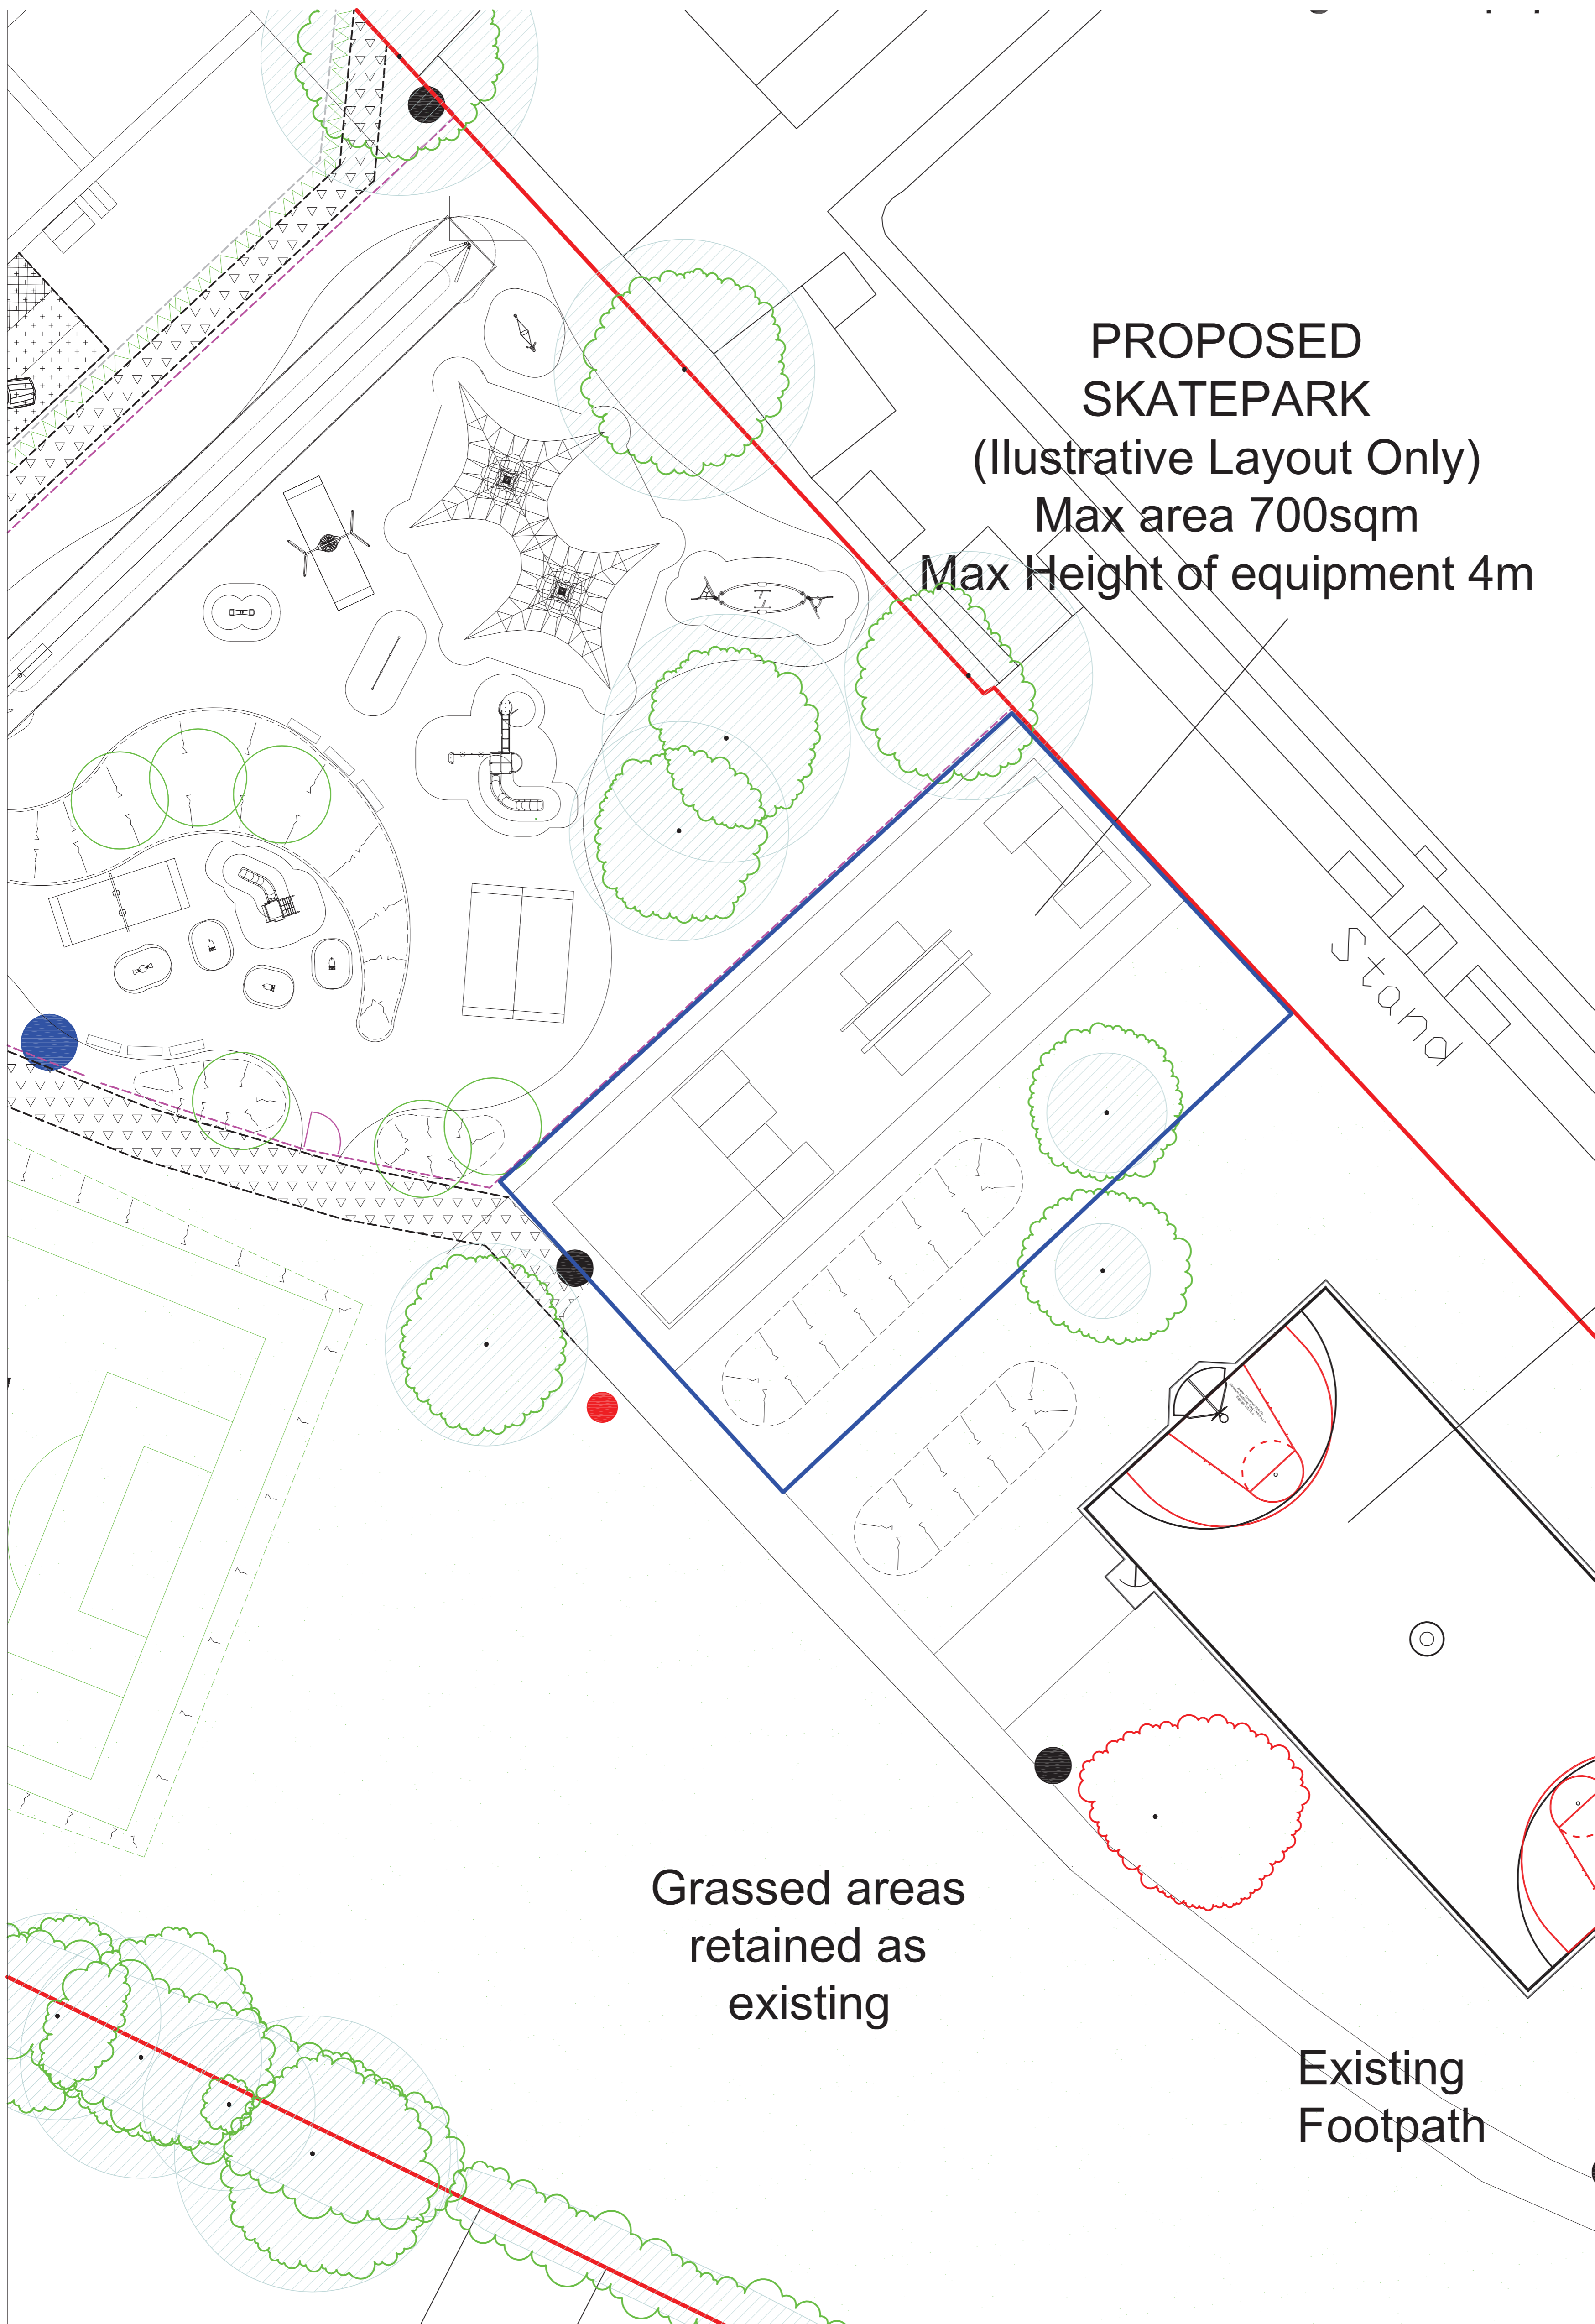 PROPOSED
SKATEPARK
(Ilustrative Layout Only)
Max area 700sqm
Max Height of equipment 4m
Stand
Grassed areas
retained as
existing
Existing
Footpath